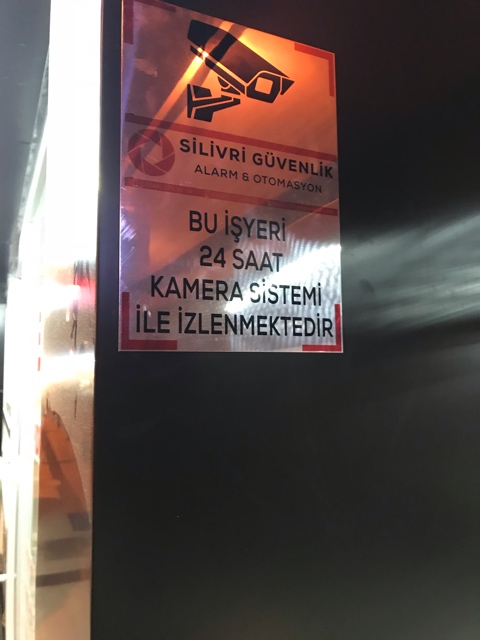 SİLİVRİ GÜVENLİK
ALARM & OTOMASYON
BU İŞYERİ
24 SAAT
KAMERA SİSTEMİ
İLE İZLENMEKTEDİR